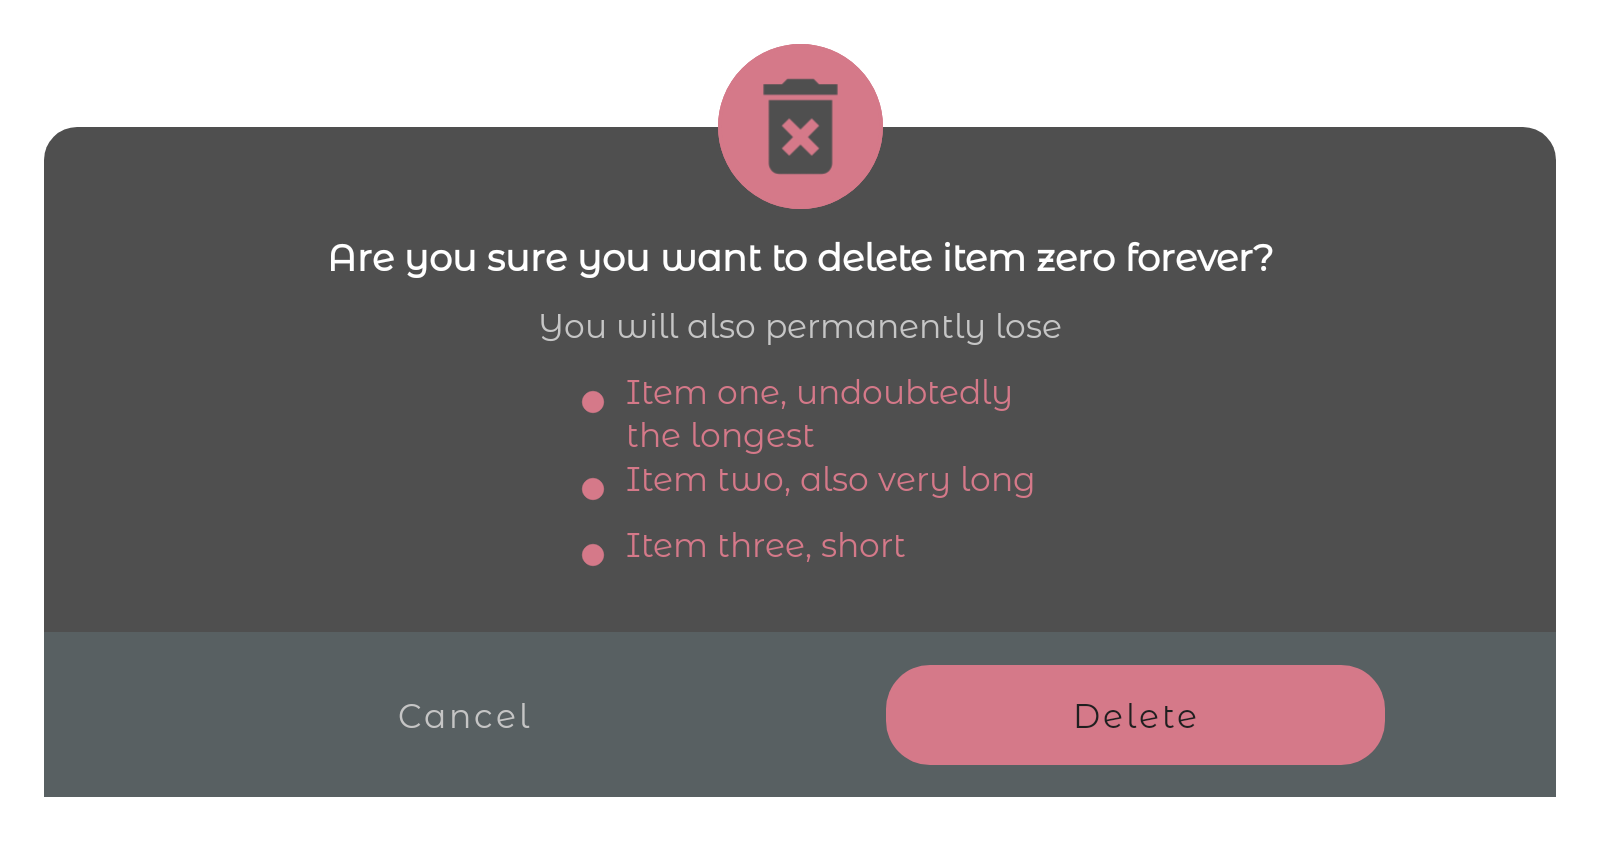 Are you sure you want to delete item zero forever?
You will also permanently lose
Item one, undoubtedly
the longest
Item two, also very long
Item three, short
Cancel
Delete